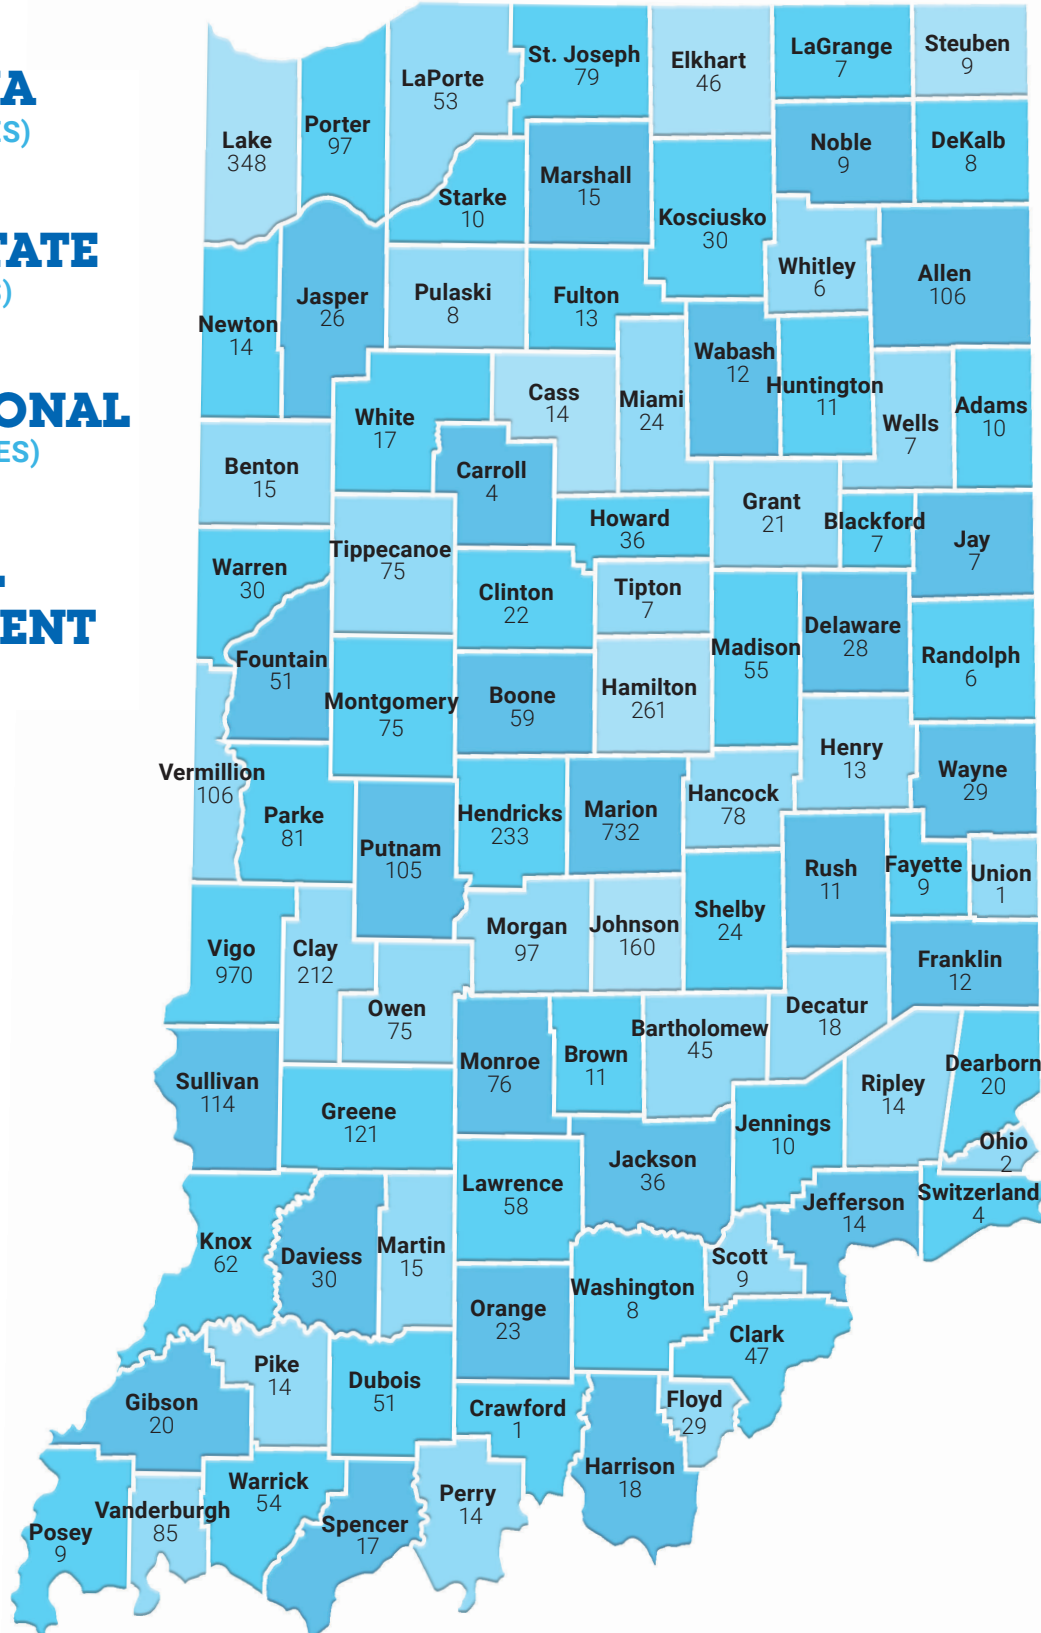 A
S)
TATE
S)
ONAL
ES)
ENT
Lake
348
Porter
97
LaPorte
53
St. Joseph
79
Elkhart
46
LaGrange
7
Steuben
9
Starke
10
Marshall
15
Kosciusko
30
Noble
9
DeKalb
8
Whitley
6
Allen
106
Newton
14
Jasper
26
Pulaski
8
Fulton
13
Wabash
12
Huntington
11
Wells
7
Adams
10
White
17
Cass
14
Miami
24
Benton
15
Carroll
4
Howard
36
Grant
21
Blackford
7
Jay
7
Warren
30
Tippecanoe
75
Clinton
22
Tipton
7
Madison
55
Delaware
28
Randolph
6
Fountain
51
Montgomery
75
Boone
59
Hamilton
261
Henry
13
Wayne
29
Vermillion
106
Parke
81
Putnam
105
Hendricks
233
Marion
732
Hancock
78
Rush
11
Fayette
9
Union
1
Vigo
970
Clay
212
Owen
75
Morgan
97
Johnson
160
Shelby
24
Franklin
12
Decatur
18
Sullivan
114
Greene
121
Monroe
76
Brown
11
Bartholomew
45
Jennings
10
Ripley
14
Dearborn
20
Ohio
2
Knox
62
Daviess
30
Martin
15
Lawrence
58
Jackson
36
Jefferson
14
Switzerland
4
Scott
9
Orange
23
Washington
8
Clark
47
Gibson
20
Pike
14
Dubois
51
Crawford
1
Floyd
29
Harrison
18
Posey
9
Vanderburgh
85
Warrick
54
Spencer
17
Perry
14